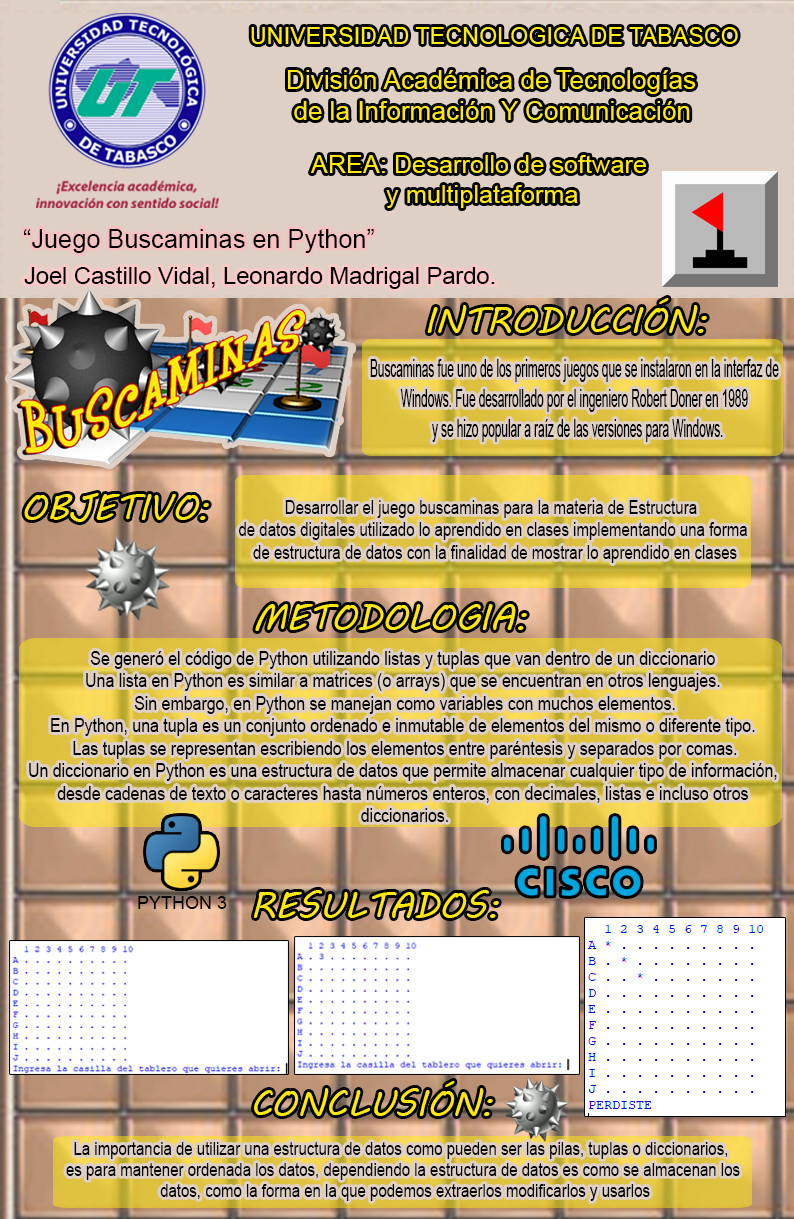 UNIVERSIDAD TECNOLÓGICA
DE TABASCO
UT
¡Excelencia académica,
innovación con sentido social!
UNIVERSIDAD TECNOLOGICA DE TABASCO
División Académica de Tecnologías
de la Información Y Comunicación
AREA: Desarrollo de software
y multiplataforma
“Juego Buscaminas en Python”
Joel Castillo Vidal, Leonardo Madrigal Pardo.
BUSCAMINAS
2
INTRODUCCIÓN:
Buscaminas fue uno de los primeros juegos que se instalaron en la interfaz de
Windows. Fue desarrollado por el ingeniero Robert Doner en 1989
y se hizo popular a raíz de las versiones para Windows.
OBJETIVO:
Desarrollar el juego buscaminas para la materia de Estructura
de datos digitales utilizado lo aprendido en clases implementando una forma
de estructura de datos con la finalidad de mostrar lo aprendido en clases
METODOLOGIA:
Se generó el código de Python utilizando listas y tuplas que van dentro de un diccionario
Una lista en Python es similar a matrices (o arrays) que se encuentran en otros lenguajes.
Sin embargo, en Python se manejan como variables con muchos elementos.
En Python, una tupla es un conjunto ordenado e inmutable de elementos del mismo o diferente tipo.
Las tuplas se representan escribiendo los elementos entre paréntesis y separados por comas.
Un diccionario en Python es una estructura de datos que permite almacenar cualquier tipo de información,
desde cadenas de texto o caracteres hasta números enteros, con decimales, listas e incluso otros
diccionarios.
PYTHON 3
CISCO
RESULTADOS:
1 2 3 4 5 6 7 8 9 10
A . . . . . . . . . .
B . . . . . . . . . .
C . . . . . . . . . .
D . . . . . . . . . .
E . . . . . . . . . .
F . . . . . . . . . .
G . . . . . . . . . .
H . . . . . . . . . .
I . . . . . . . . . .
J . . . . . . . . . .
Ingresa la casilla del tablero que quieres abrir:
1 2 3 4 5 6 7 8 9 10
A . 3 . . . . . . . .
B . . . . . . . . . .
C . . . . . . . . . .
D . . . . . . . . . .
E . . . . . . . . . .
F . . . . . . . . . .
G . . . . . . . . . .
H . . . . . . . . . .
I . . . . . . . . . .
J . . . . . . . . . .
Ingresa la casilla del tablero que quieres abrir:
1 2 3 4 5 6 7 8 9 10
A * . . . . . . . . .
B . * . . . . . . . .
C . . * . . . . . . .
D . . . . . . . . . .
E . . . . . . . . . .
F . . . . . . . . . .
G . . . . . . . . . .
H . . . . . . . . . .
I . . . . . . . . . .
J . . . . . . . . . .
PERDISTE
CONCLUSIÓN:
La importancia de utilizar una estructura de datos como pueden ser las pilas, tuplas o diccionarios,
es para mantener ordenada los datos, dependiendo la estructura de datos es como se almacenan los
datos, como la forma en la que podemos extraerlos modificarlos y usarlos